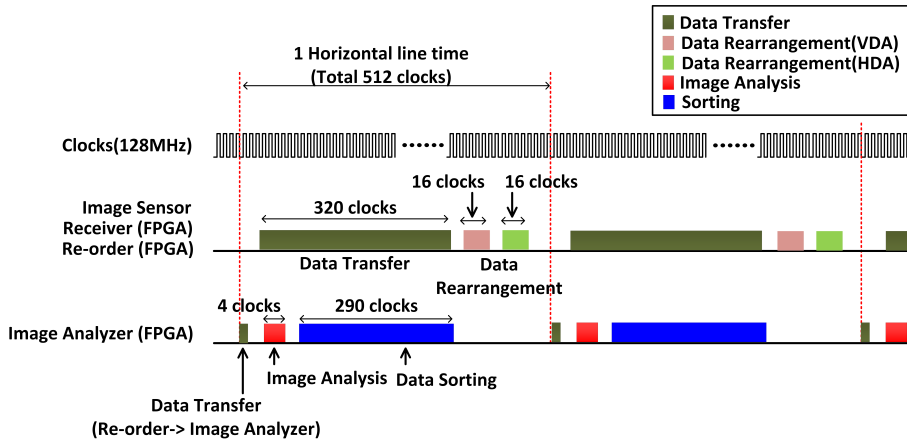 1 Horizontal line time
(Total 512 clocks)
Data Transfer
Data Rearrangement(VDA)
Data Rearrangement(HDA)
Image Analysis
Sorting
Clocks(128MHz)
16 clocks
16 clocks
Image Sensor
Receiver (FPGA)
Re-order (FPGA)
320 clocks
Data Transfer
Data
Rearrangement
4 clocks
290 clocks
Image Analyzer (FPGA)
Image Analysis
Data Sorting
Data Transfer
(Re-order-> Image Analyzer)